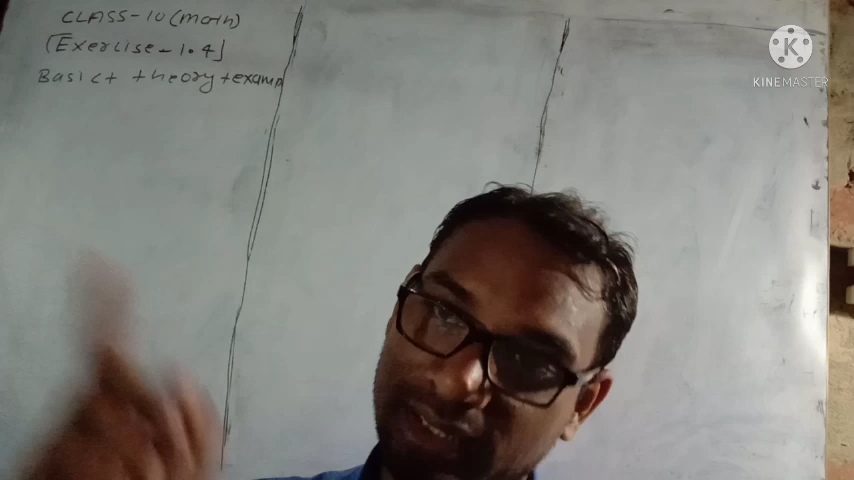 CLASS-10 (math)
[Exercise-1.4]
Basic + theory + examp
K
KINEMASTER